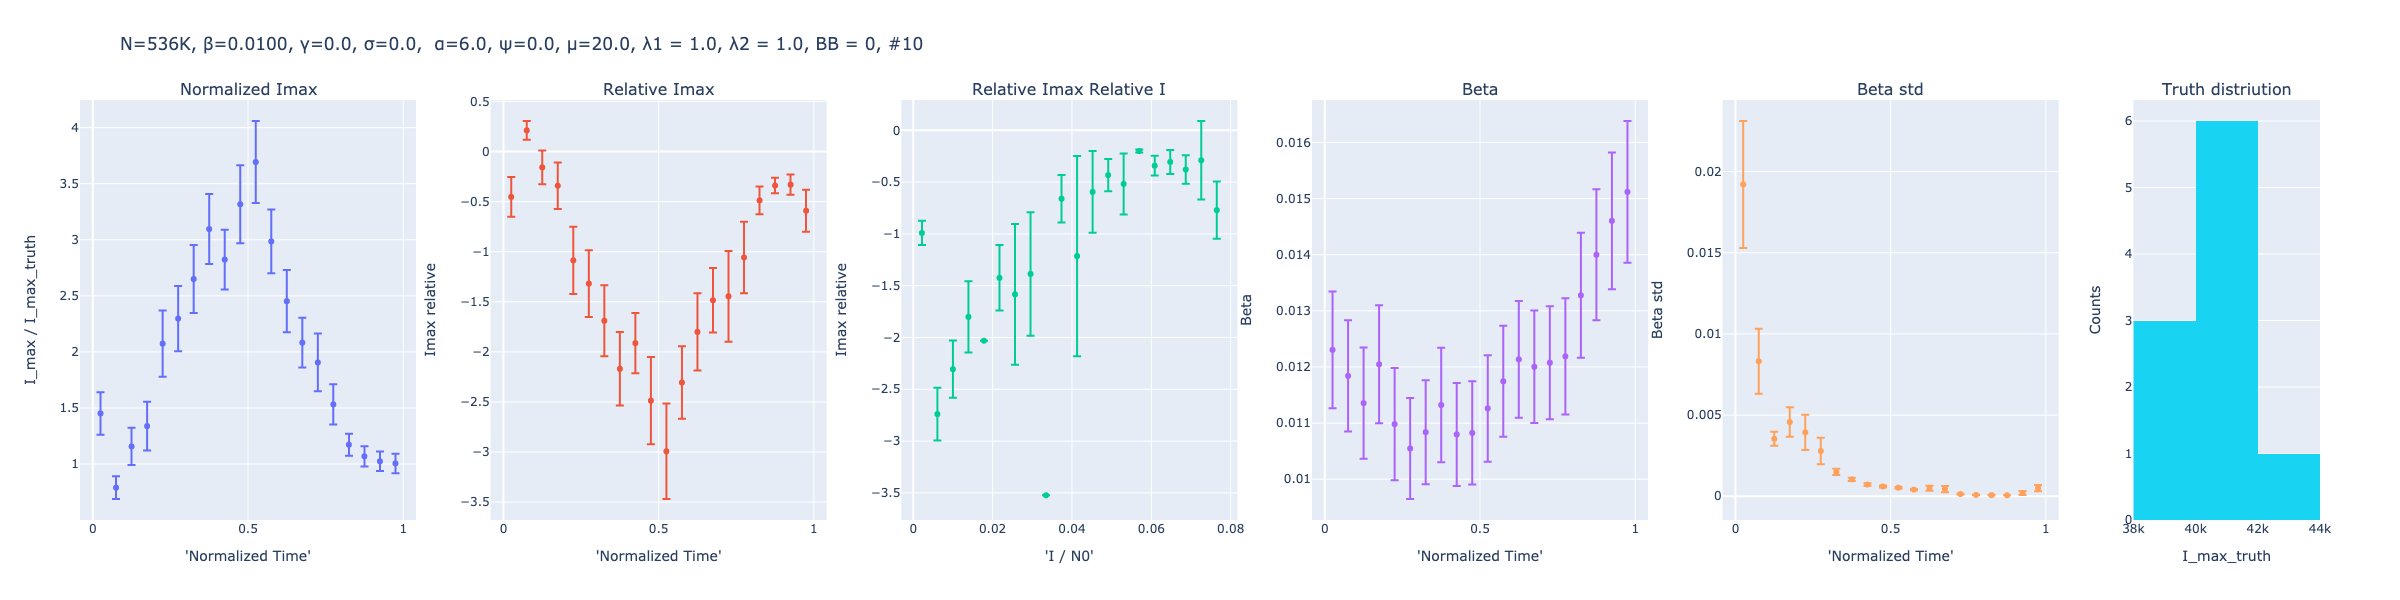 N=536K, β=0.0100, γ=0.0, σ=0.0,  α=6.0, ψ=0.0, μ=20.0, λ1 = 1.0, λ2 = 1.0, BB = 0, #10
Normalized Imax
I_max / I_max_truth
4
3.5
3
2.5
2
1.5
1
0
0.5
1
'Normalized Time'
Relative Imax
Imax relative
0.5
0
−0.5
−1
−1.5
−2
−2.5
−3
−3.5
0
0.5
1
'Normalized Time'
Relative Imax Relative I
Imax relative
0
−0.5
−1
−1.5
−2
−2.5
−3
−3.5
0
0.02
0.04
0.06
0.08
'I / N0'
Beta
Beta
0.016
0.015
0.014
0.013
0.012
0.011
0.01
0
0.5
1
'Normalized Time'
Beta std
Beta std
0.02
0.015
0.01
0.005
0
0
0.5
1
'Normalized Time'
Truth distriution
Counts
6
5
4
3
2
1
0
38k
40k
42k
44k
I_max_truth